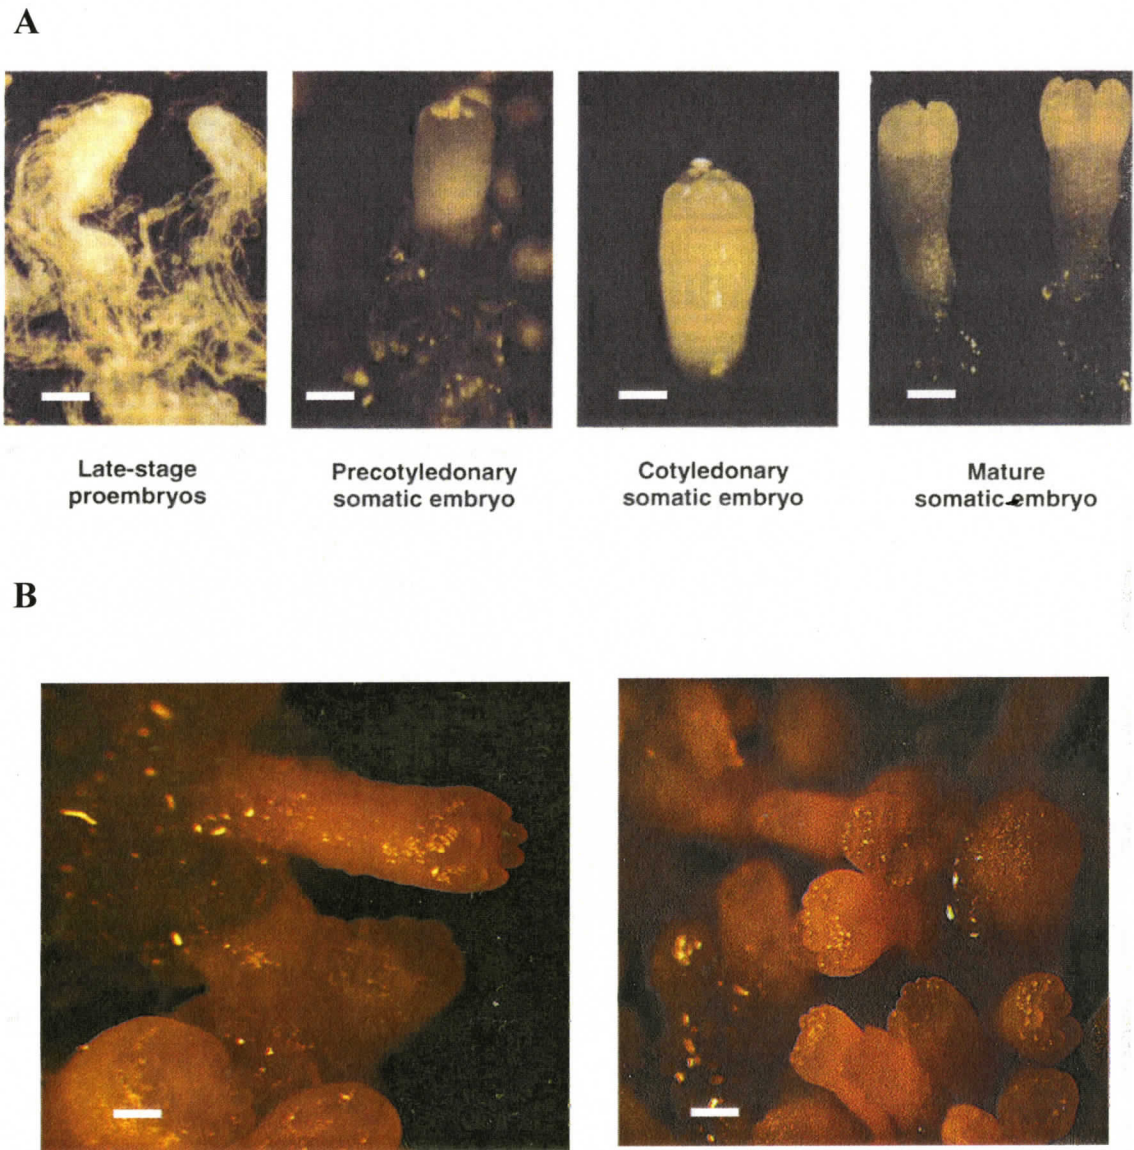 A
Late-stage
proembryos
Precotyledonary
somatic embryo
Cotyledonary
somatic embryo
Mature
somatic embryo
B